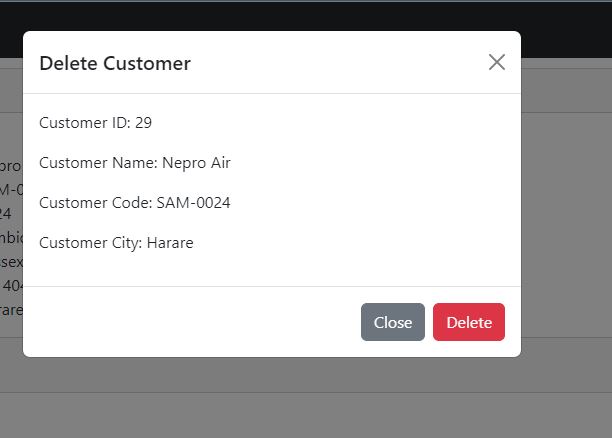 Delete Customer
Customer ID: 29
Customer Name: Nepro Air
Customer Code: SAM-0024
Customer City: Harare
Close
Delete